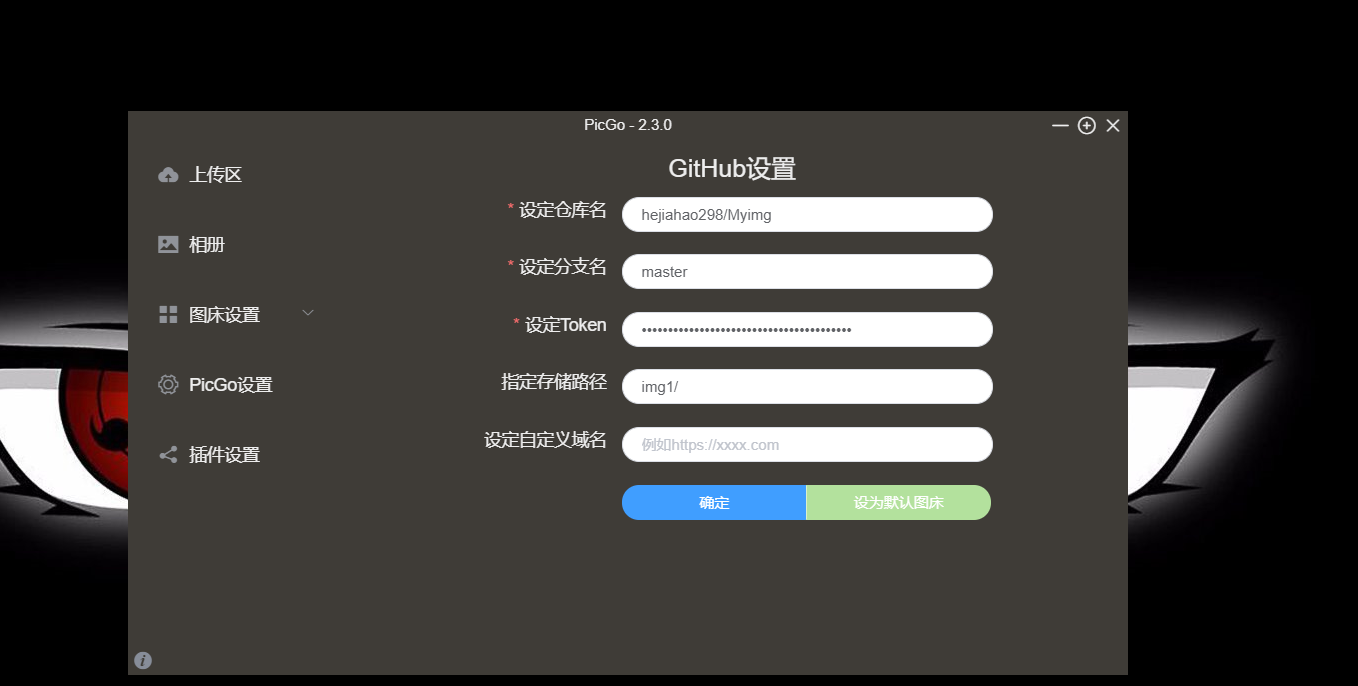 PicGo - 2.3.0
上传区
相册
图床设置
PicGo设置
插件设置
GitHub设置
* 设定仓库名 hejiahao298/Myimg
* 设定分支名 master
* 设定Token ••••••••••••••••••••••••••••••••••••••••
指定存储路径 img1/
设定自定义域名 例如https://xxxx.com
确定 设为默认图床